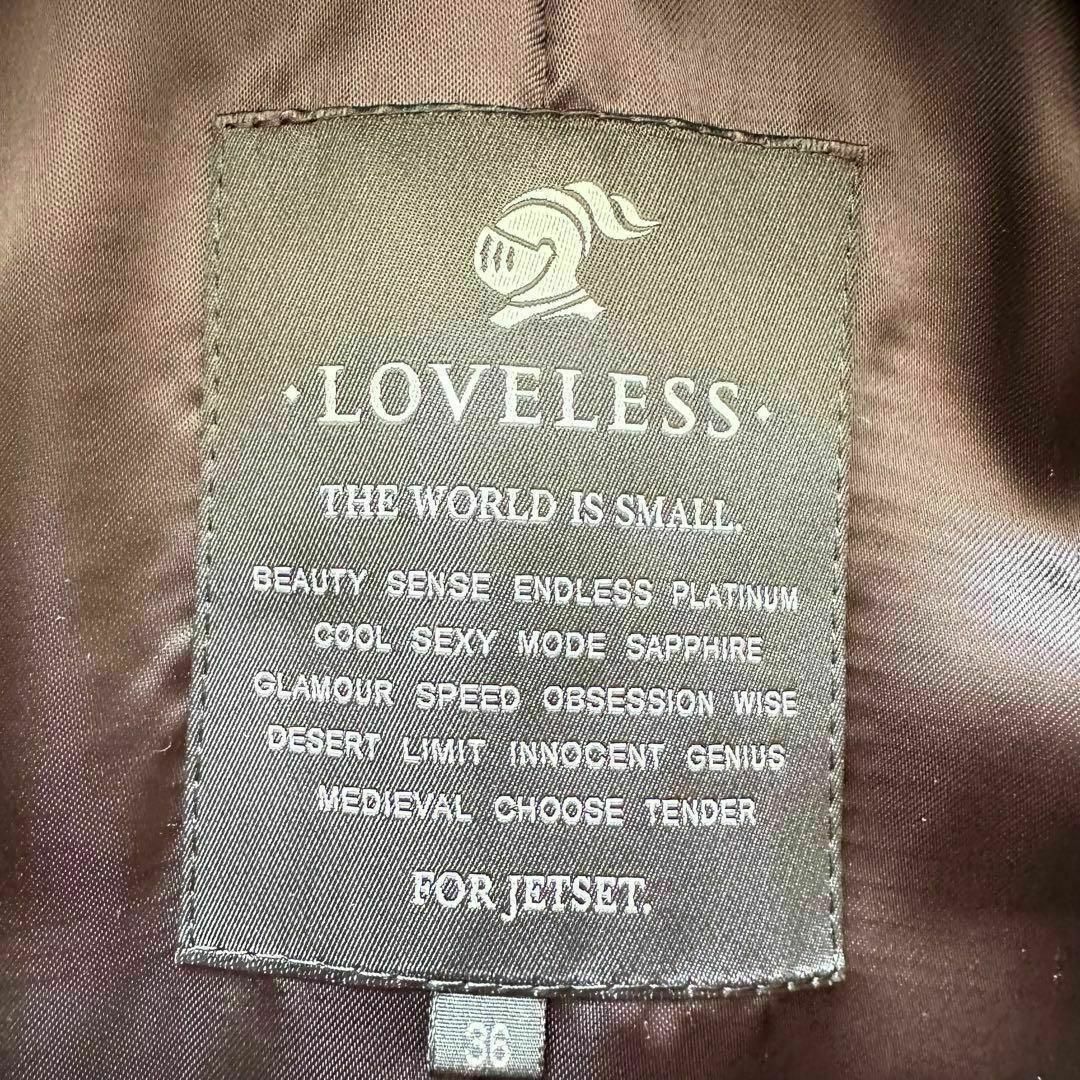 ·LOVELESS·
THE WORLD IS SMALL.
BEAUTY SENSE ENDLESS PLATINUM
COOL SEXY MODE SAPPHIRE
GLAMOUR SPEED OBSESSION WISE
DESERT LIMIT INNOCENT GENIUS
MEDIEVAL CHOOSE TENDER
FOR JETSET.
36